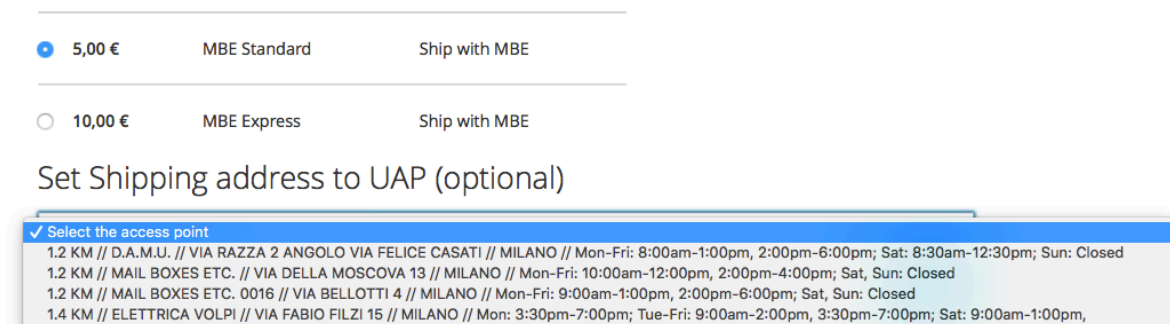 5,00 € MBE Standard Ship with MBE
10,00 € MBE Express Ship with MBE
Set Shipping address to UAP (optional)
✓ Select the access point
1.2 KM // D.A.M.U. // VIA RAZZA 2 ANGOLO VIA FELICE CASATI // MILANO // Mon-Fri: 8:00am-1:00pm, 2:00pm-6:00pm; Sat: 8:30am-12:30pm; Sun: Closed
1.2 KM // MAIL BOXES ETC. // VIA DELLA MOSCOVA 13 // MILANO // Mon-Fri: 10:00am-12:00pm, 2:00pm-4:00pm; Sat, Sun: Closed
1.2 KM // MAIL BOXES ETC. 0016 // VIA BELLOTTI 4 // MILANO // Mon-Fri: 9:00am-1:00pm, 2:00pm-6:00pm; Sat, Sun: Closed
1.4 KM // ELETTRICA VOLPI // VIA FABIO FILZI 15 // MILANO // Mon: 3:30pm-7:00pm; Tue-Fri: 9:00am-2:00pm, 3:30pm-7:00pm; Sat: 9:00am-1:00pm,